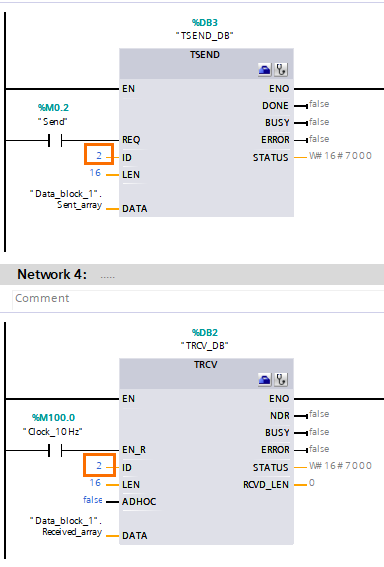 %DB3
"TSEND_DB"
TSEND
EN ENO
DONE false
%M0.2
"Send"
BUSY false
REQ ERROR false
2 ID STATUS W#16#7000
16 LEN
"Data_block_1".
Sent_array DATA
Network 4: .....
Comment
%DB2
"TRCV_DB"
TRCV
EN ENO
NDR false
%M100.0
"Clock_10Hz"
BUSY false
EN_R ERROR false
2 ID STATUS W#16#7000
16 LEN RCVD_LEN 0
false ADHOC
"Data_block_1".
Received_array DATA